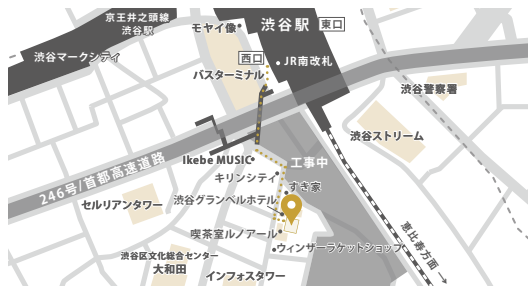 京王井之頭線
渋谷駅
モヤイ像
渋谷駅 東口
渋谷マークシティ
西口
JR南改札
バスターミナル
渋谷警察署
渋谷ストリーム
246号/首都高速道路
Ikebe MUSIC
工事中
キリンシティ
すき家
セルリアンタワー
渋谷グランベルホテル
喫茶室ルノアール
恵比寿方面→
ウィンザーラケットショップ
渋谷区文化総合センター
大和田
インフォスタワー